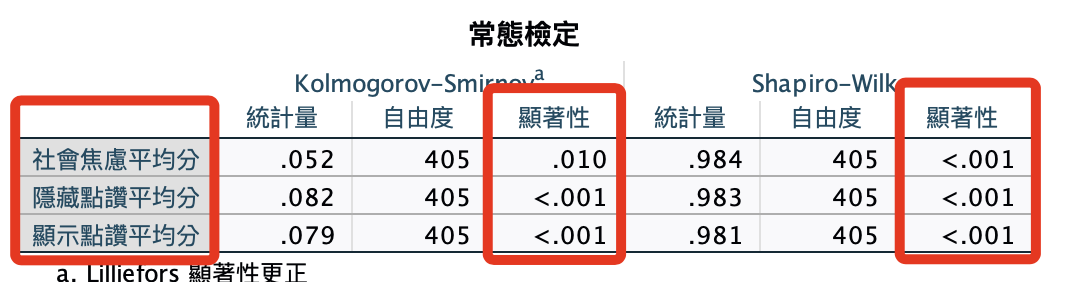 常態檢定
Kolmogorov-Smirnovᵃ Shapiro-Wilk
統計量 自由度 顯著性 統計量 自由度 顯著性
社會焦慮平均分 .052 405 .010 .984 405 <.001
隱藏點讚平均分 .082 405 <.001 .983 405 <.001
顯示點讚平均分 .079 405 <.001 .981 405 <.001
a. Lilliefors 顯著性更正